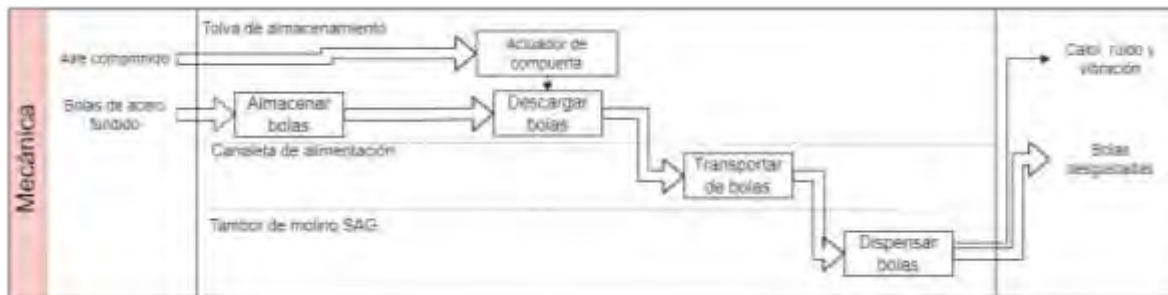 Mecánica
Tolva de almacenamiento
Aire comprimido
Actuador de
compuerta
Calor, ruido y
vibración
Bolas de acero
fundido
Almacenar
bolas
Descargar
bolas
Canaleta de alimentación
Transportar
de bolas
Bolas
desgastadas
Tambor de molino SAG
Dispensar
bolas